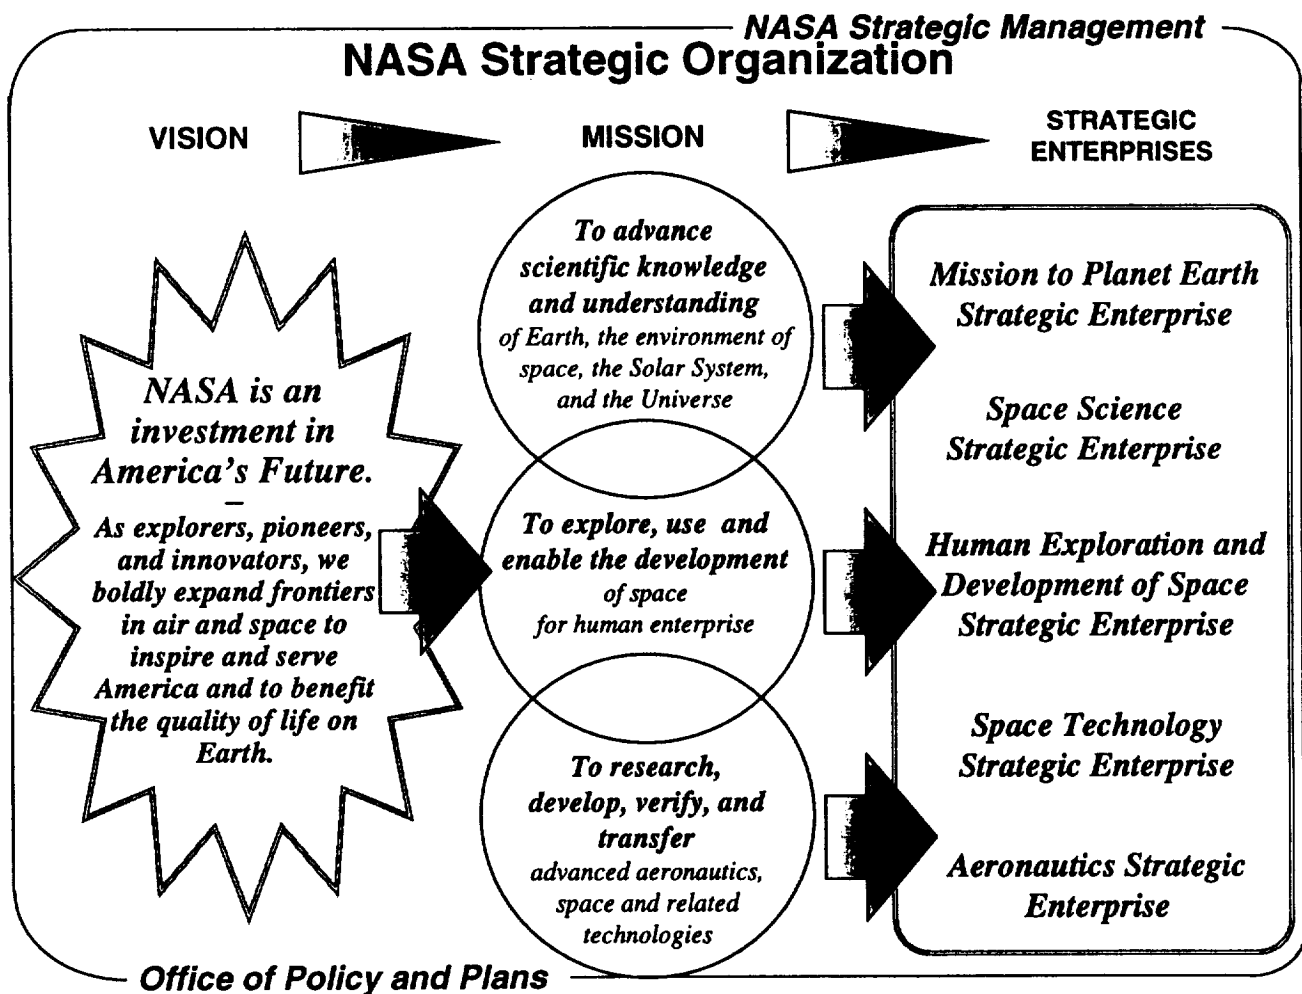 NASA Strategic Management
NASA Strategic Organization
VISION
MISSION
STRATEGIC
ENTERPRISES
NASA is an
investment in
America's Future.
–
As explorers, pioneers,
and innovators, we
boldly expand frontiers
in air and space to
inspire and serve
America and to benefit
the quality of life on
Earth.
To advance
scientific knowledge
and understanding
of Earth, the environment of
space, the Solar System,
and the Universe
To explore, use and
enable the development
of space
for human enterprise
To research,
develop, verify, and
transfer
advanced aeronautics,
space and related
technologies
Mission to Planet Earth
Strategic Enterprise
Space Science
Strategic Enterprise
Human Exploration and
Development of Space
Strategic Enterprise
Space Technology
Strategic Enterprise
Aeronautics Strategic
Enterprise
Office of Policy and Plans